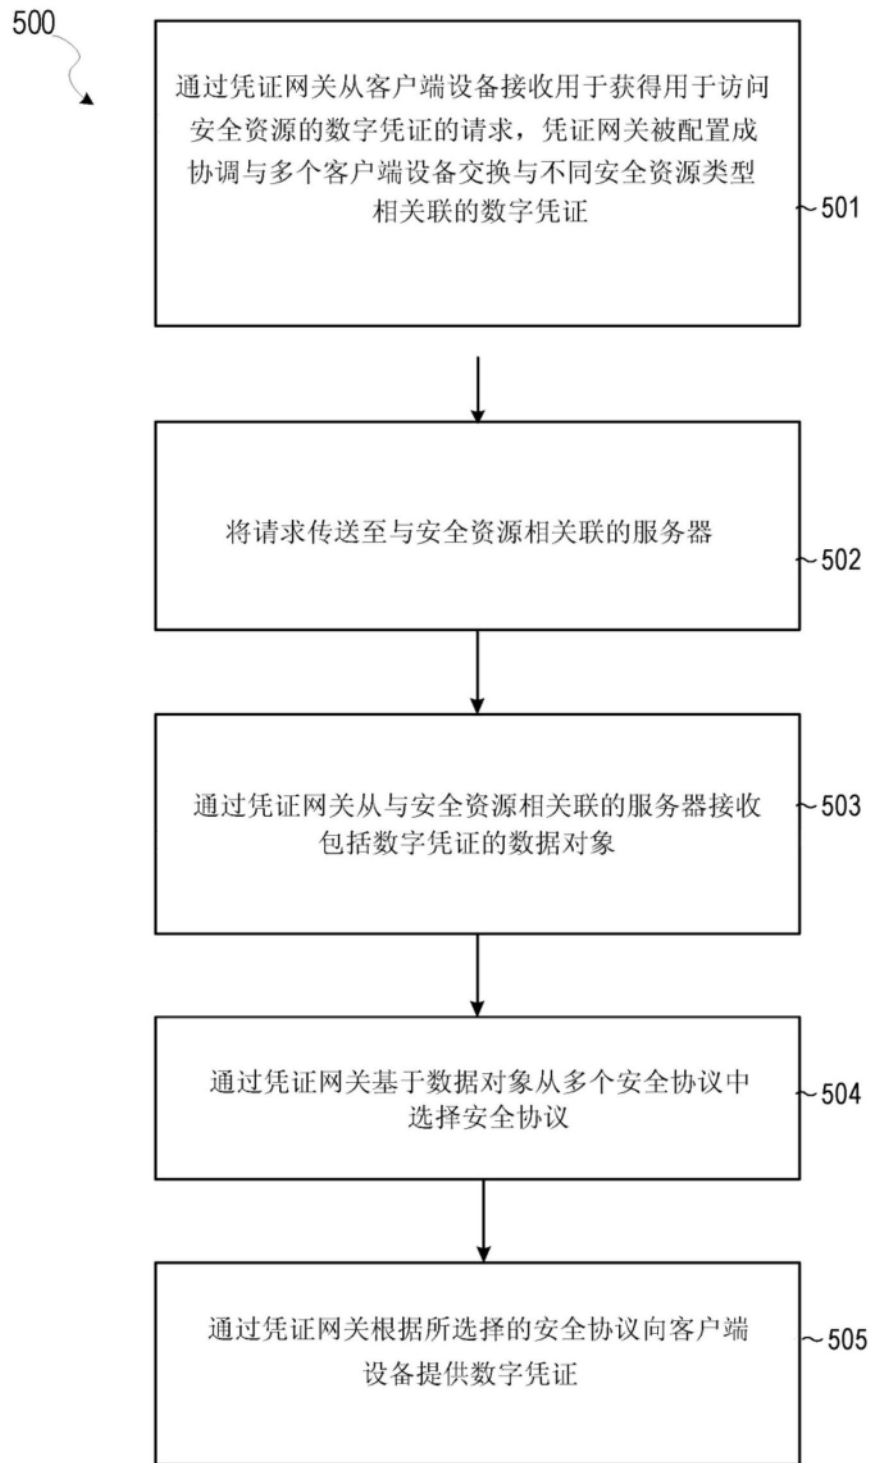 500
通过凭证网关从客户端设备接收用于获得用于访问
安全资源的数字凭证的请求，凭证网关被配置成
协调与多个客户端设备交换与不同安全资源类型
相关联的数字凭证
501
将请求传送至与安全资源相关联的服务器
502
通过凭证网关从与安全资源相关联的服务器接收
包括数字凭证的数据对象
503
通过凭证网关基于数据对象从多个安全协议中
选择安全协议
504
通过凭证网关根据所选择的安全协议向客户端
设备提供数字凭证
505